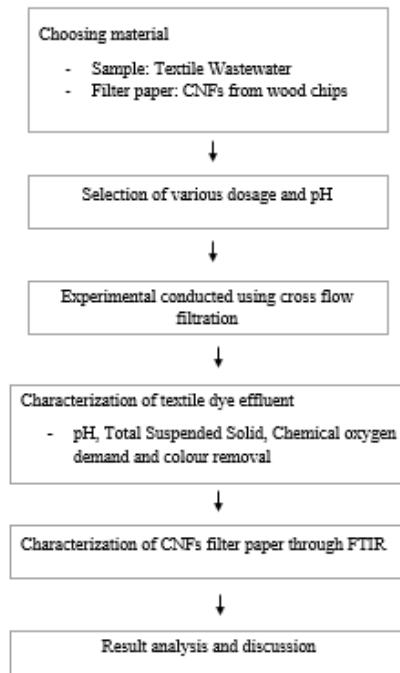 Choosing material
- Sample: Textile Wastewater
- Filter paper: CNFs from wood chips
Selection of various dosage and pH
Experimental conducted using cross flow
filtration
Characterization of textile dye effluent
- pH, Total Suspended Solid, Chemical oxygen
demand and colour removal
Characterization of CNFs filter paper through FTIR
Result analysis and discussion